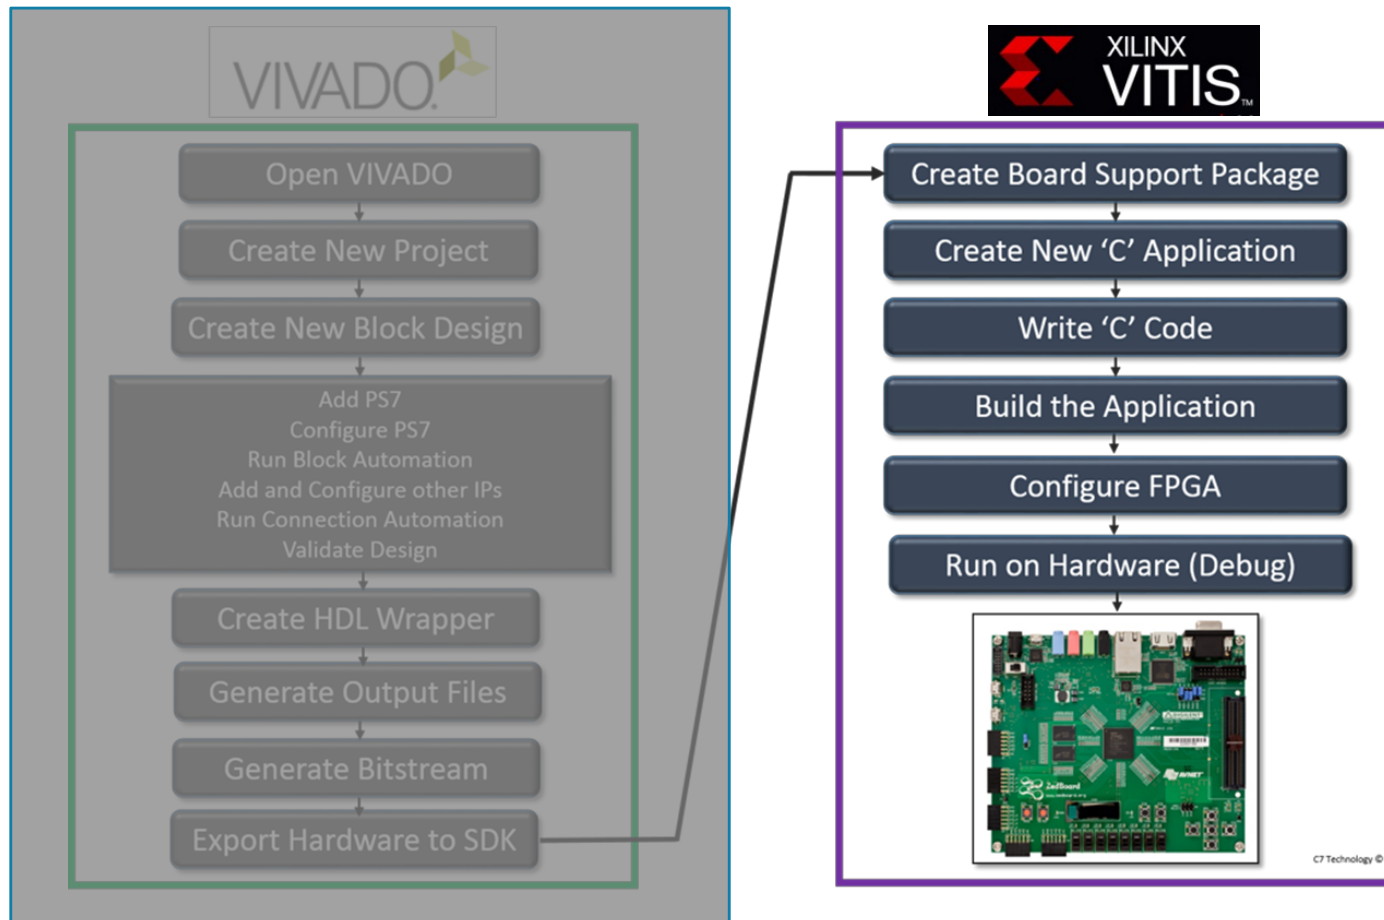 VIVADO.
Open VIVADO
Create New Project
Create New Block Design
Add PS7
Configure PS7
Run Block Automation
Add and Configure other IPs
Run Connection Automation
Validate Design
Create HDL Wrapper
Generate Output Files
Generate Bitstream
Export Hardware to SDK
XILINX
VITIS™
Create Board Support Package
Create New ‘C’ Application
Write ‘C’ Code
Build the Application
Configure FPGA
Run on Hardware (Debug)
ZedBoard
AVNET
C7 Technology ©